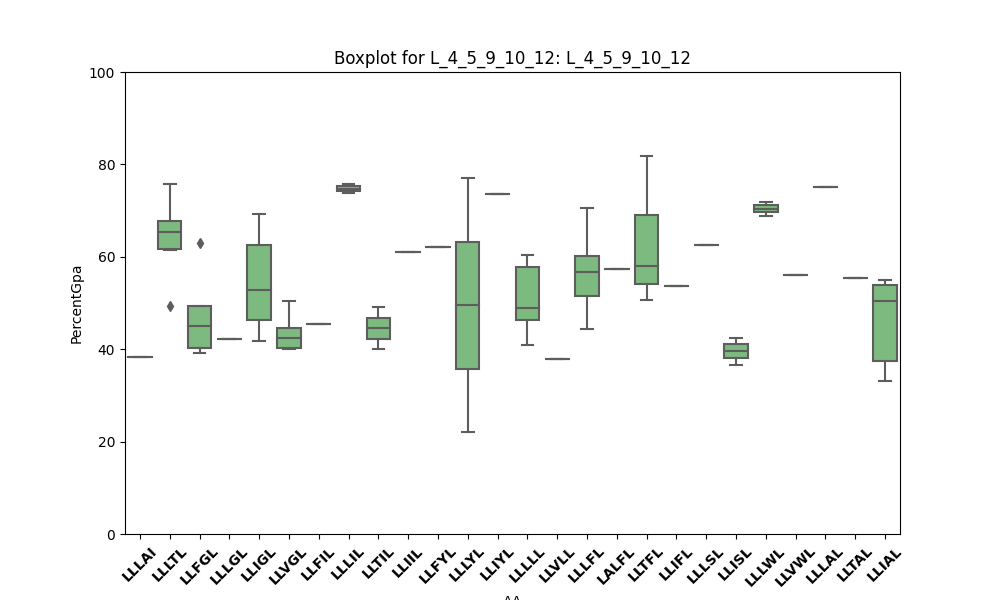 Boxplot for L_4_5_9_10_12: L_4_5_9_10_12
PercentGpa
100
80
60
40
20
0
LLLAI
LLLTL
LLFGL
LLLGL
LLIGL
LLVGL
LLFIL
LLLIL
LLTIL
LLIIL
LLFYL
LLLYL
LLIYL
LLLLL
LLVLL
LLLFL
LALFL
LLTFL
LLIFL
LLLSL
LLISL
LLLWL
LLVWL
LLLAL
LLTAL
LLIAL